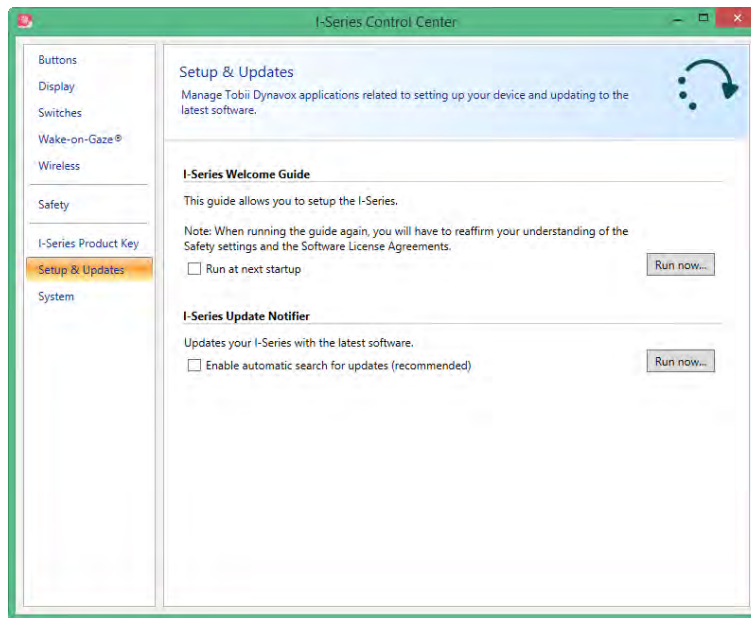 I-Series Control Center
Buttons
Display
Switches
Wake-on-Gaze®
Wireless
Safety
I-Series Product Key
Setup & Updates
System
Setup & Updates
Manage Tobii Dynavox applications related to setting up your device and updating to the
latest software.
I-Series Welcome Guide
This guide allows you to setup the I-Series.
Note: When running the guide again, you will have to reaffirm your understanding of the
Safety settings and the Software License Agreements.
Run at next startup
Run now...
I-Series Update Notifier
Updates your I-Series with the latest software.
Enable automatic search for updates (recommended)
Run now...